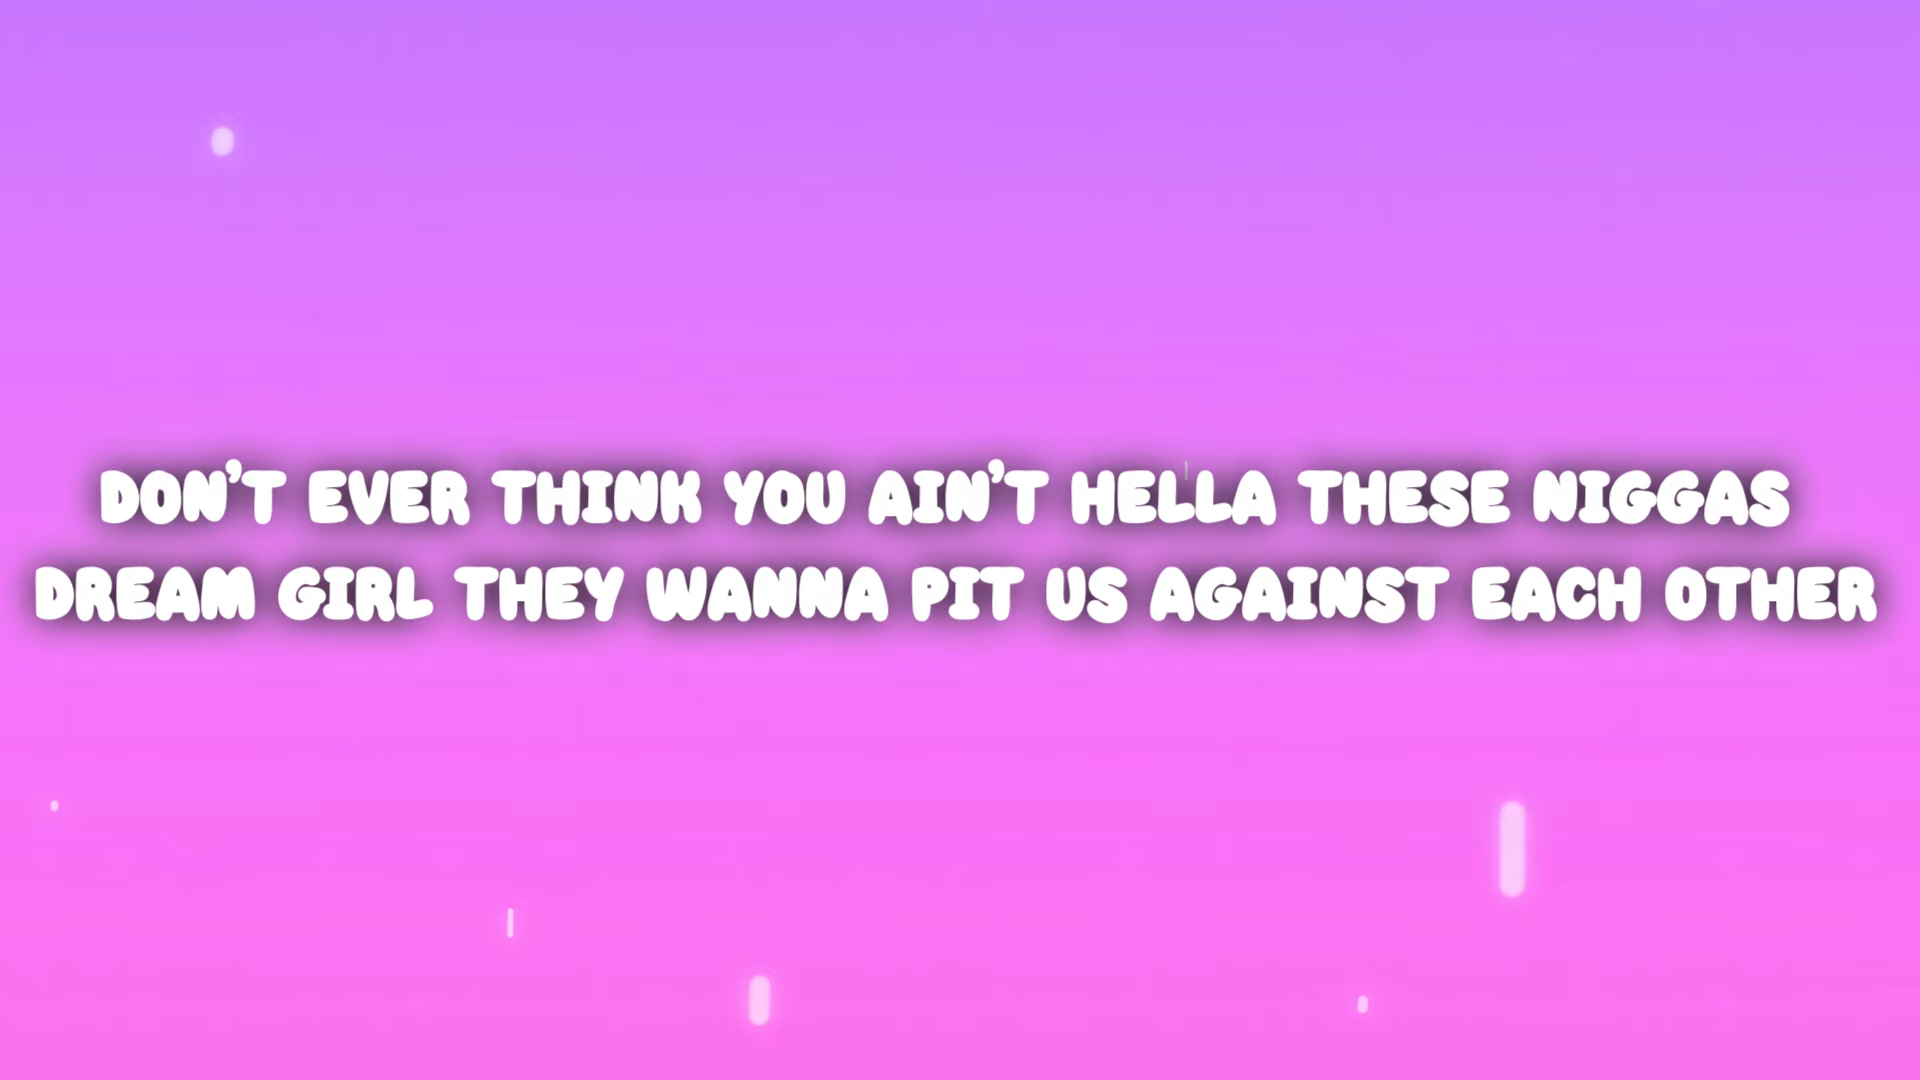 DON'T EVER THINK YOU AIN'T HELLA THESE NIGGAS
DREAM GIRL THEY WANNA PIT US AGAINST EACH OTHER